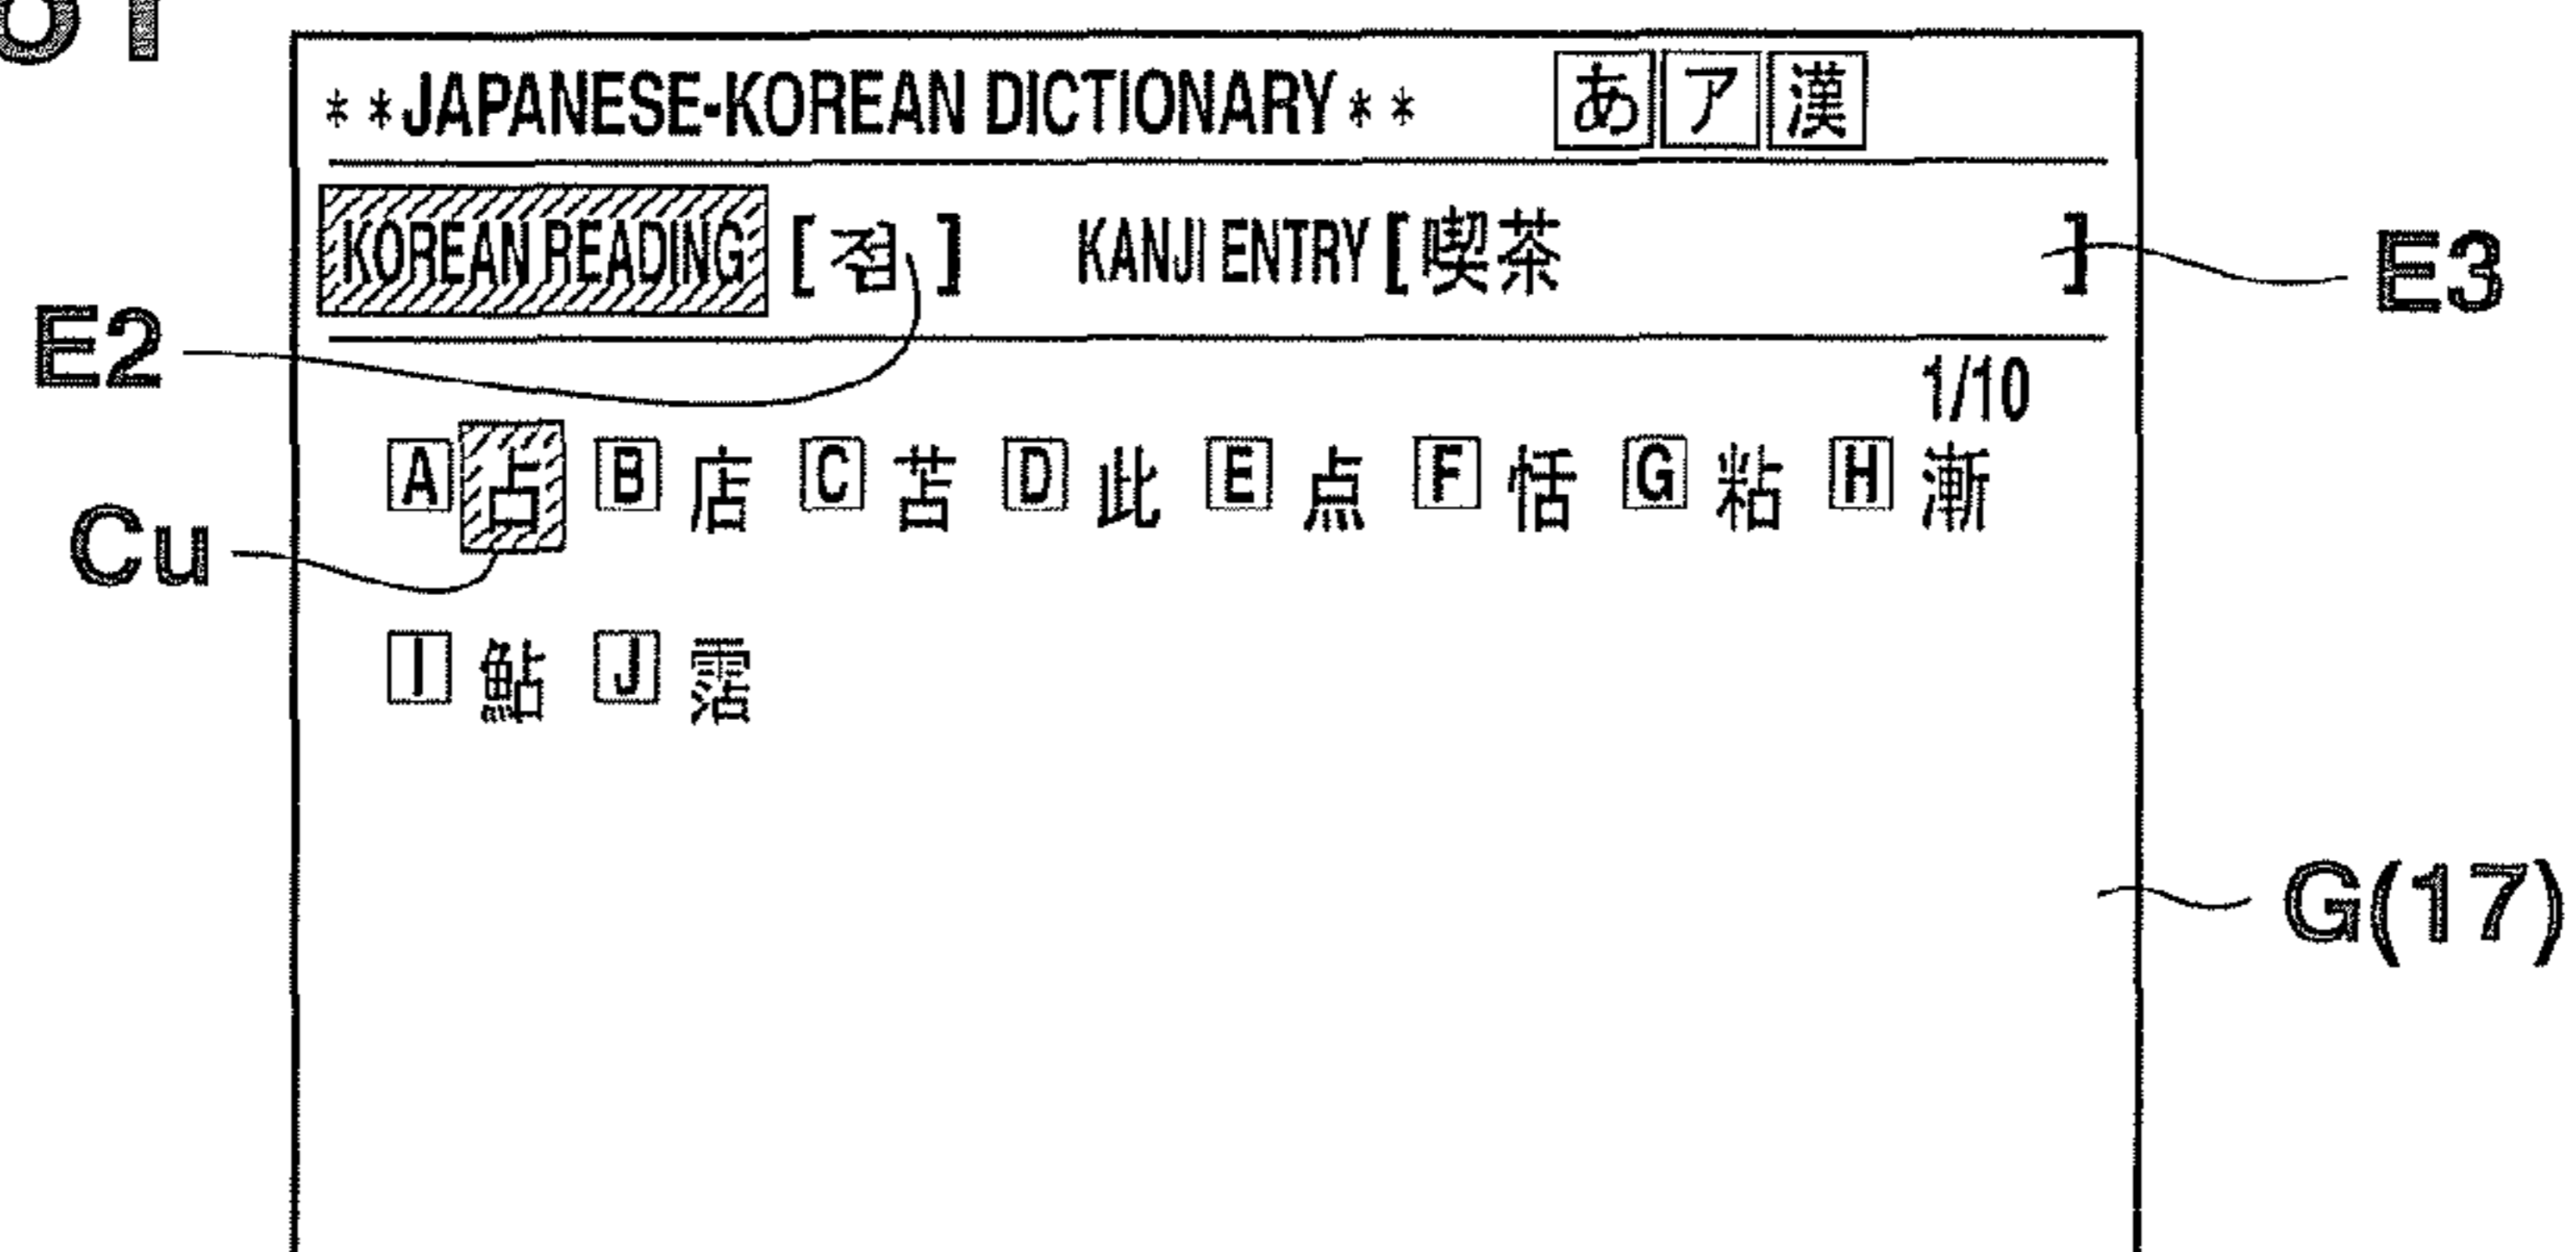 **JAPANESE-KOREAN DICTIONARY** あ ア 漢
KOREAN READING [점] KANJI ENTRY [喫茶 ] E3
E2
1/10
A 占 B 店 C 苫 D 此 E 点 F 恬 G 粘 H 漸
Cu
I 鮎 J 霑
G(17)